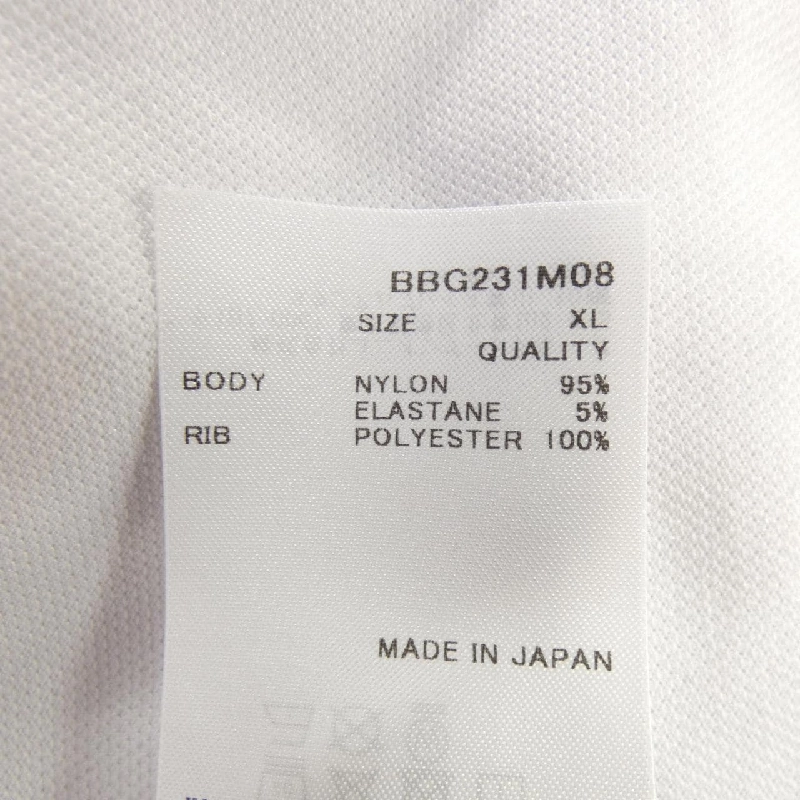 BBG231M08
SIZE XL
QUALITY
BODY NYLON 95%
ELASTANE 5%
RIB POLYESTER 100%
MADE IN JAPAN